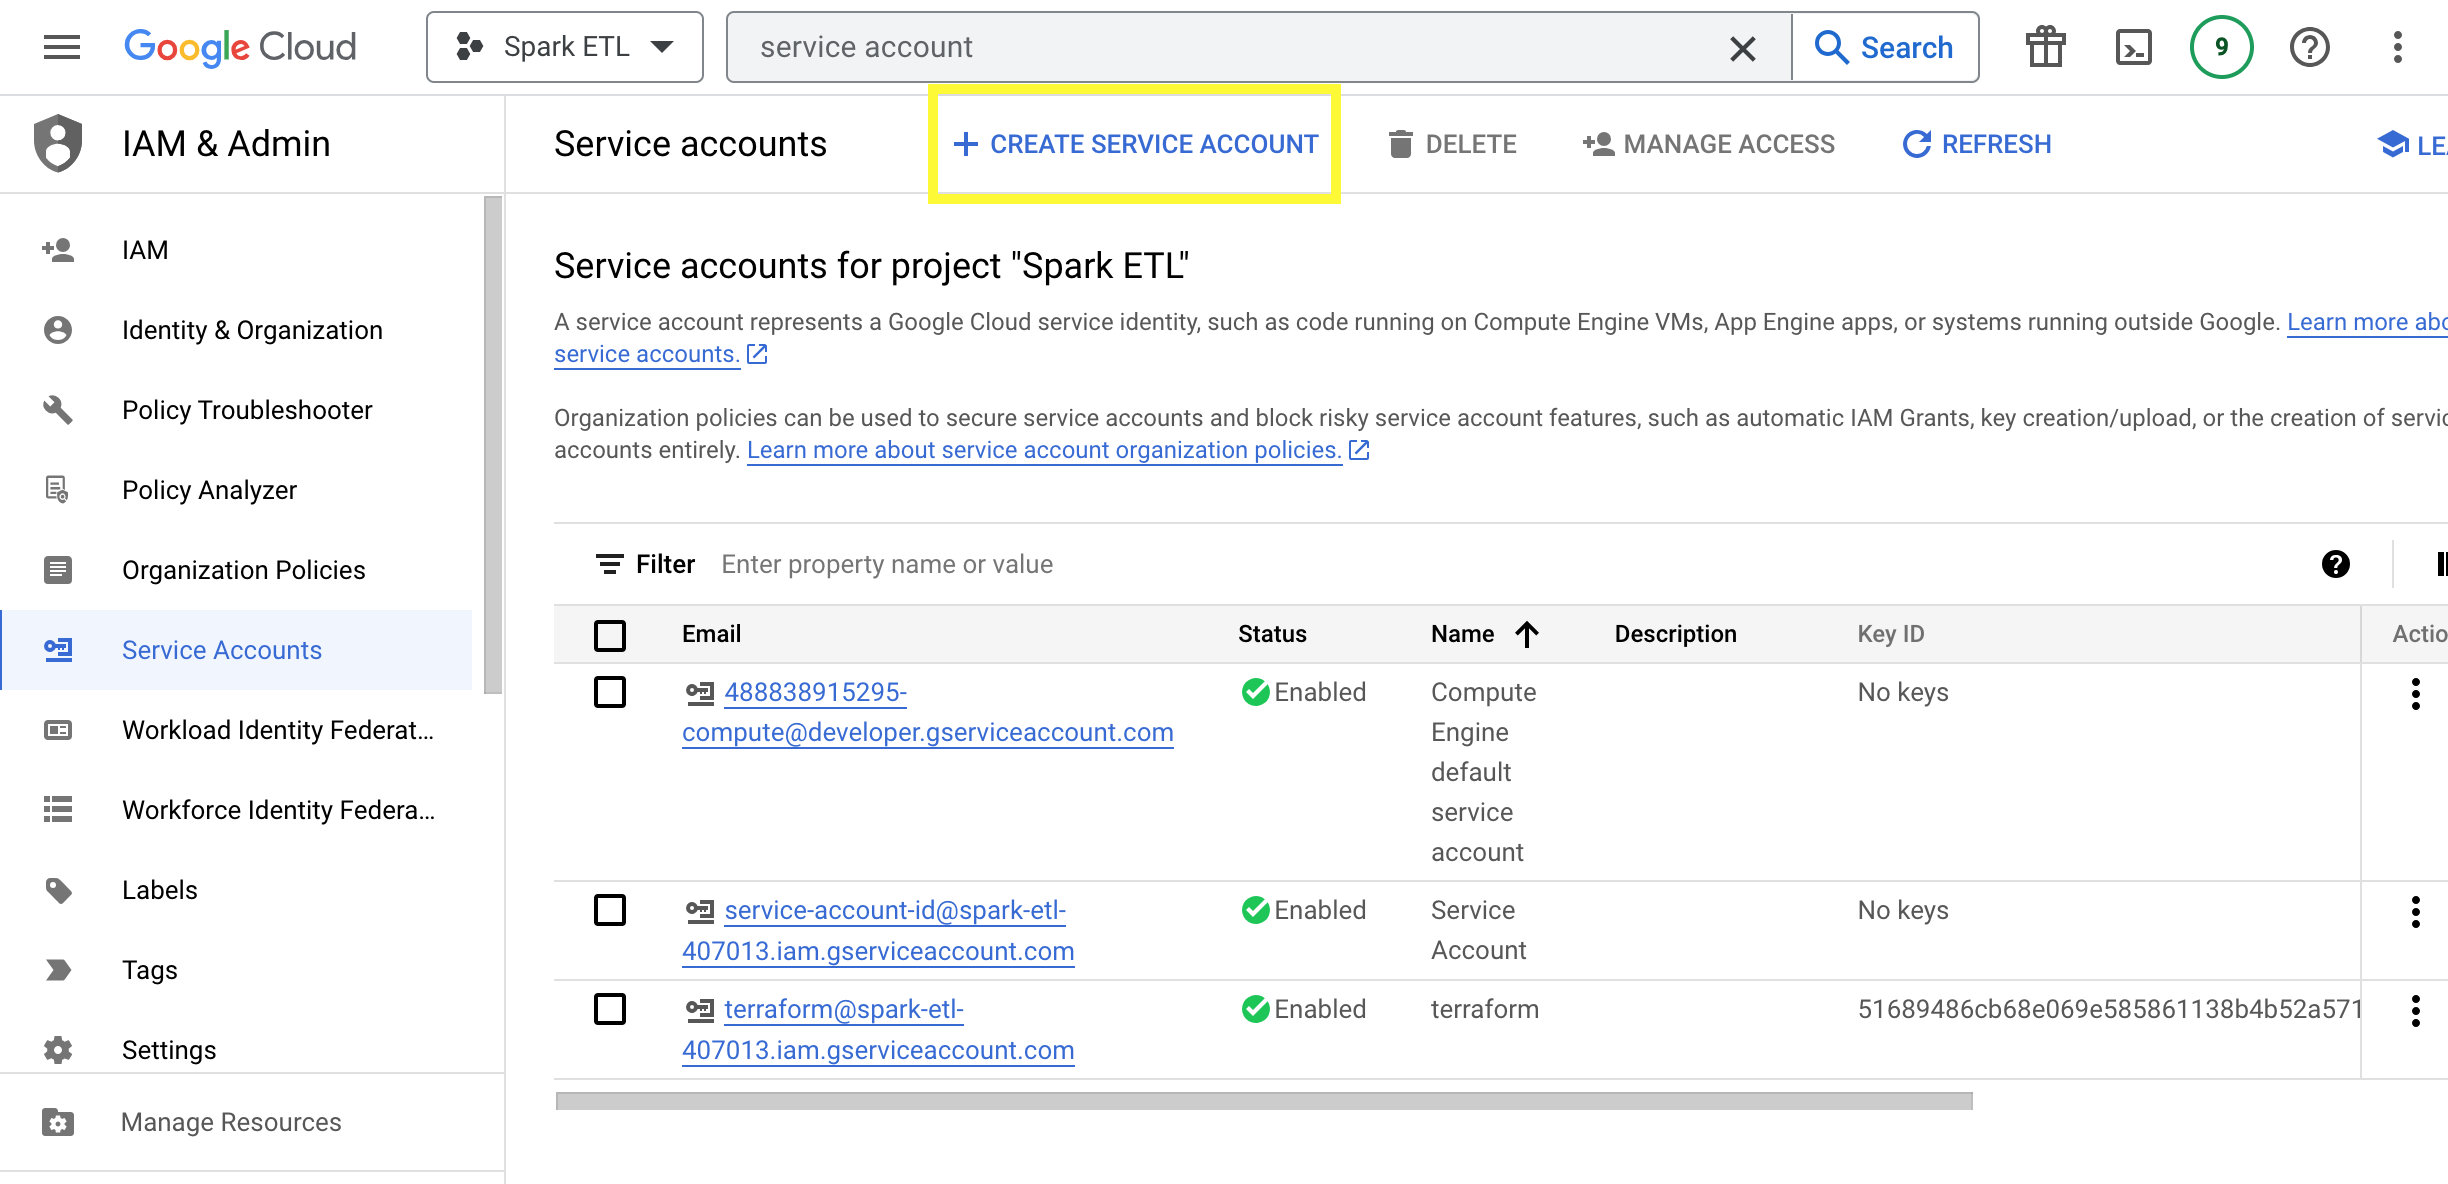 Google Cloud
Spark ETL
service account
Search
9
IAM & Admin
Service accounts
CREATE SERVICE ACCOUNT
DELETE
MANAGE ACCESS
REFRESH
IAM
Identity & Organization
Policy Troubleshooter
Policy Analyzer
Organization Policies
Service Accounts
Workload Identity Federat...
Workforce Identity Federa...
Labels
Tags
Settings
Manage Resources
Service accounts for project "Spark ETL"
A service account represents a Google Cloud service identity, such as code running on Compute Engine VMs, App Engine apps, or systems running outside Google. Learn more
service accounts.
Organization policies can be used to secure service accounts and block risky service account features, such as automatic IAM Grants, key creation/upload, or the creation of
accounts entirely. Learn more about service account organization policies.
Filter Enter property name or value
Email Status Name Description Key ID
488838915295-
compute@developer.gserviceaccount.com
Enabled
Compute
Engine
default
service
account
No keys
service-account-id@spark-etl-
407013.iam.gserviceaccount.com
Enabled
Service
Account
No keys
terraform@spark-etl-
407013.iam.gserviceaccount.com
Enabled
terraform
51689486cb68e069e585861138b4b52a571